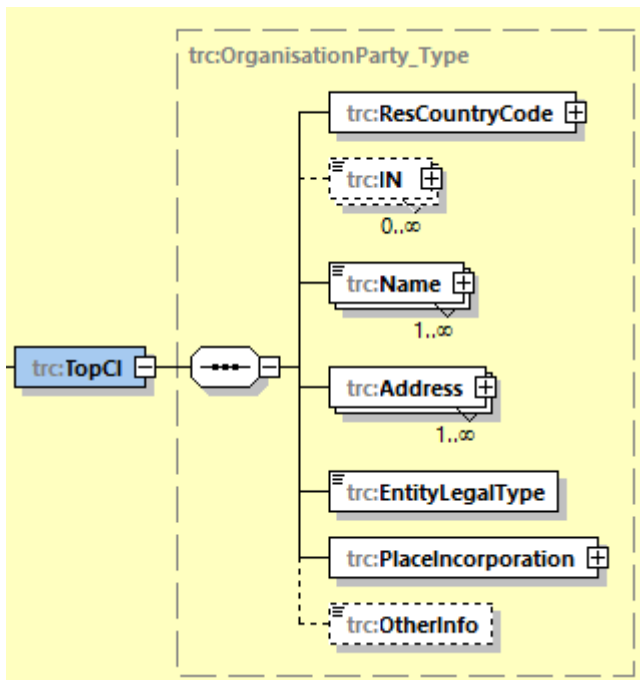 trc:OrganisationParty_Type
trc:ResCountryCode
trc:IN
0..∞
trc:Name
1..∞
trc:TopCI
trc:Address
1..∞
trc:EntityLegalType
trc:PlaceIncorporation
trc:OtherInfo